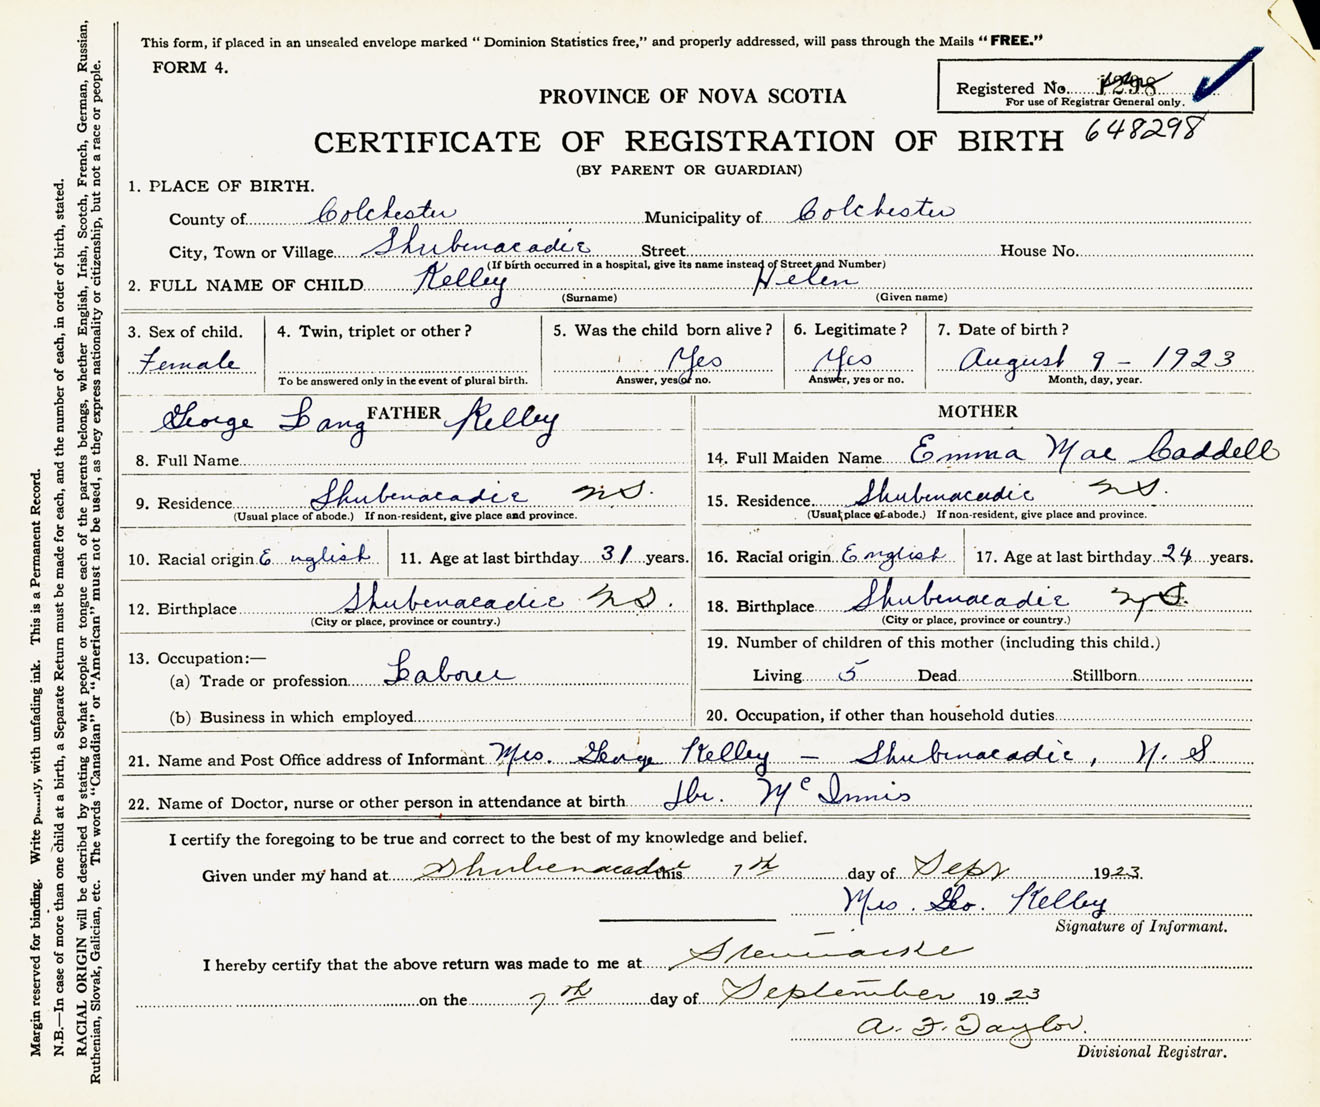 This form, if placed in an unsealed envelope marked " Dominion Statistics free," and properly addressed, will pass through the Mails " FREE."
FORM 4.
Registered No.
For use of Registrar General only.
648298
PROVINCE OF NOVA SCOTIA
CERTIFICATE OF REGISTRATION OF BIRTH
(BY PARENT OR GUARDIAN)
1. PLACE OF BIRTH.
County of Colchester Municipality of Colchester
City, Town or Village Shubenacadie Street House No.
(If birth occurred in a hospital, give its name instead of Street and Number)
2. FULL NAME OF CHILD Kelley Helen
(Surname) (Given name)
3. Sex of child. 4. Twin, triplet or other? 5. Was the child born alive? 6. Legitimate? 7. Date of birth?
Female Yes Yes August 9 - 1923
To be answered only in the event of plural birth. Answer, yes or no. Answer, yes or no. Month, day, year.
FATHER
George Lang Kelley
8. Full Name
9. Residence Shubenacadie N.S.
(Usual place of abode.) If non-resident, give place and province.
10. Racial origin English 11. Age at last birthday 31 years.
12. Birthplace Shubenacadie N.S.
(City or place, province or country.)
13. Occupation:—
(a) Trade or profession Laborer
(b) Business in which employed
MOTHER
14. Full Maiden Name Emma Mae Caddell
15. Residence Shubenacadie N.S.
(Usual place of abode.) If non-resident, give place and province.
16. Racial origin English 17. Age at last birthday 24 years.
18. Birthplace Shubenacadie N.S.
(City or place, province or country.)
19. Number of children of this mother (including this child.)
Living 5 Dead Stillborn
20. Occupation, if other than household duties
21. Name and Post Office address of Informant Mrs. George Kelley — Shubenacadie, N. S
22. Name of Doctor, nurse or other person in attendance at birth Dr. McInnis
I certify the foregoing to be true and correct to the best of my knowledge and belief.
Given under my hand at Shubenacadie this 7th day of Sept 1923.
Mrs. Geo. Kelley
Signature of Informant.
I hereby certify that the above return was made to me at Stewiacke
on the 7th day of September 1923
A. F. Taylor.
Divisional Registrar.
Margin reserved for binding. Write with unfading ink. This is a Permanent Record.
N.B.—In case of more than one child at a birth, a Separate Return must be made for each, and the number of each, in order of birth, stated.
RACIAL ORIGIN will be described by stating to what people or tongue each of the parents belongs, whether English, Irish, Scotch, French, German, Russian,
Ruthenian, Slovak, Galician, etc. The words "Canadian" or "American" must not be used, as they express nationality or citizenship, but not a race or people.